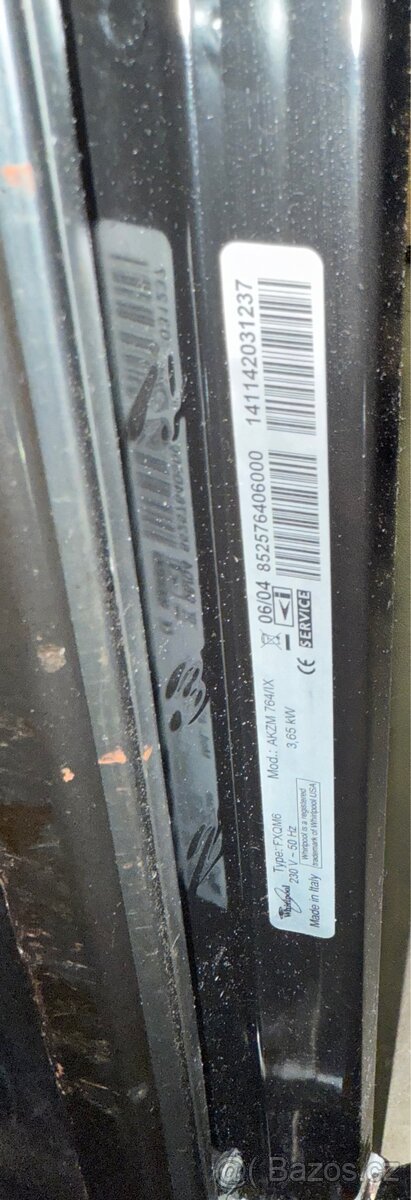 Whirlpool
Type: FXQM6
Mod.: AKZM 764/IX
230 V ~ 50 Hz
3,65 kW
Made in Italy
Whirlpool is a registered
trademark of Whirlpool USA
06/04
852576406000
141142031237
CE
SERVICE
@ Bazos.cz